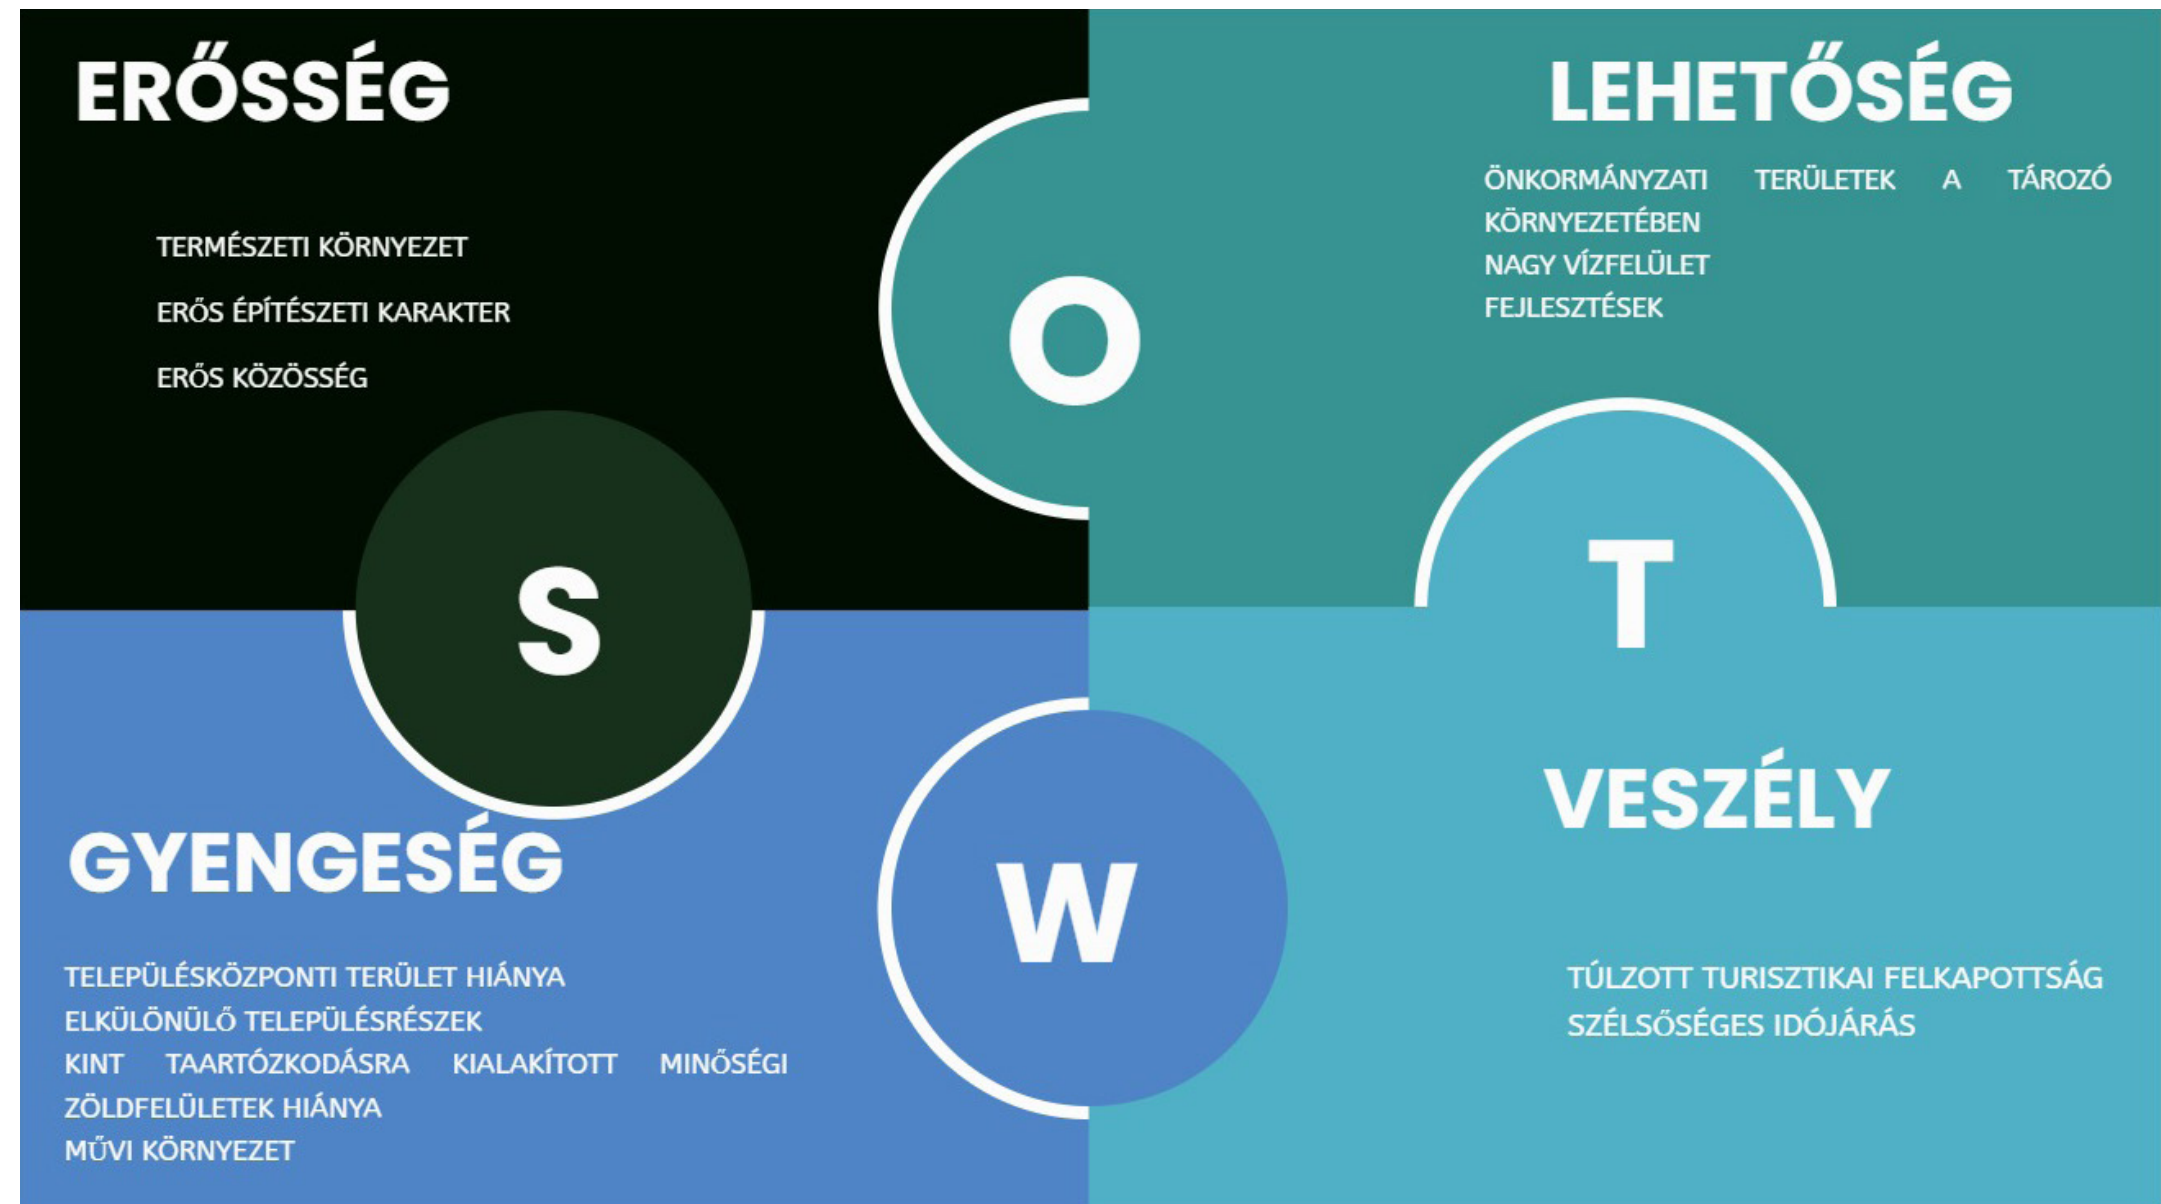 ERŐSSÉG
TERMÉSZETI KÖRNYEZET
ERŐS ÉPÍTÉSZETI KARAKTER
ERŐS KÖZÖSSÉG
S
O
LEHETŐSÉG
ÖNKORMÁNYZATI TERÜLETEK A TÁROZÓ
KÖRNYEZETÉBEN
NAGY VÍZFELÜLET
FEJLESZTÉSEK
T
GYENGESÉG
TELEPÜLÉSKÖZPONTI TERÜLET HIÁNYA
ELKÜLÖNÜLŐ TELEPÜLÉSRÉSZEK
KINT TAARTÓZKODÁSRA KIALAKÍTOTT MINŐSÉGI
ZÖLDFELÜLETEK HIÁNYA
MŰVI KÖRNYEZET
W
VESZÉLY
TÚLZOTT TURISZTIKAI FELKAPOTTSÁG
SZÉLSŐSÉGES IDÓJÁRÁS